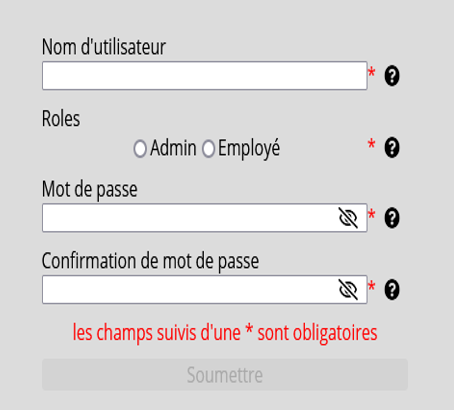 Nom d'utilisateur
* ?
Roles
Admin Employé * ?
Mot de passe
* ?
Confirmation de mot de passe
* ?
les champs suivis d'une * sont obligatoires
Soumettre